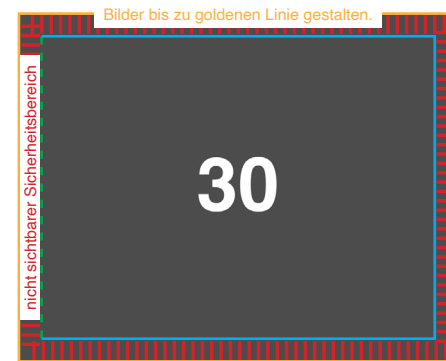 Bilder bis zu goldenen Linie gestalten.
nicht sichtbarer Sicherheitsbereich
30